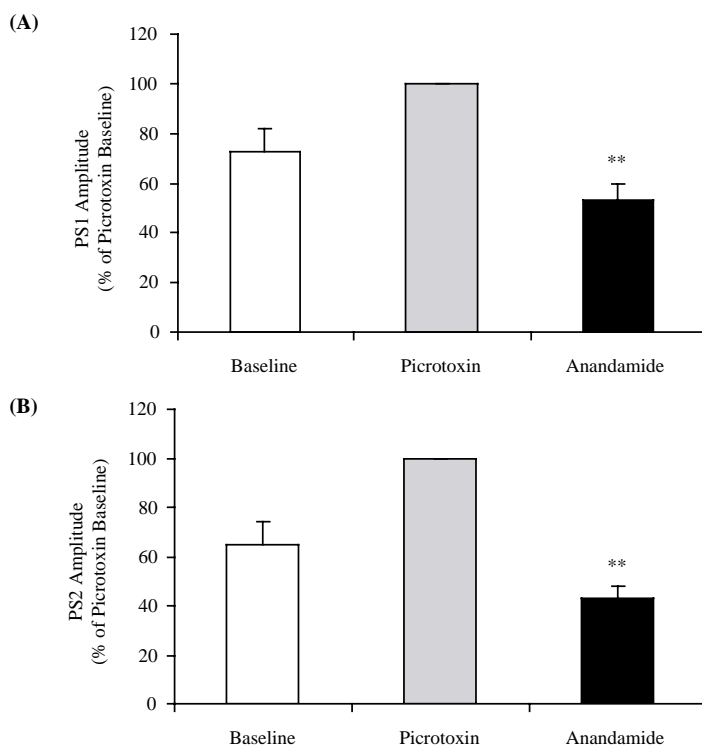 (A)
120
100
80
60
40
20
0
PS1 Amplitude
(% of Picrotoxin Baseline)
**
Baseline Picrotoxin Anandamide
(B)
120
100
80
60
40
20
0
PS2 Amplitude
(% of Picrotoxin Baseline)
**
Baseline Picrotoxin Anandamide